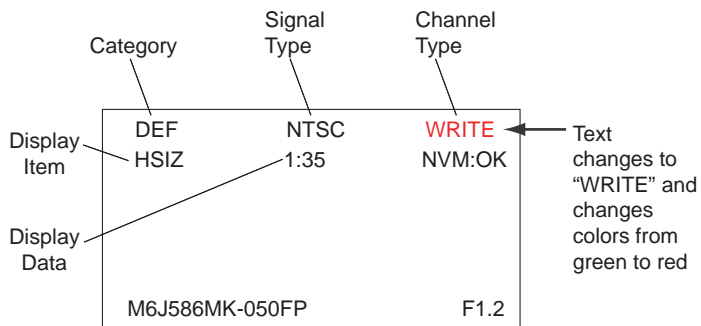 Category
Signal
Type
Channel
Type
DEF NTSC WRITE
HSIZ 1:35 NVM:OK
Display
Item
Display
Data
Text
changes to
“WRITE” and
changes
colors from
green to red
M6J586MK-050FP F1.2